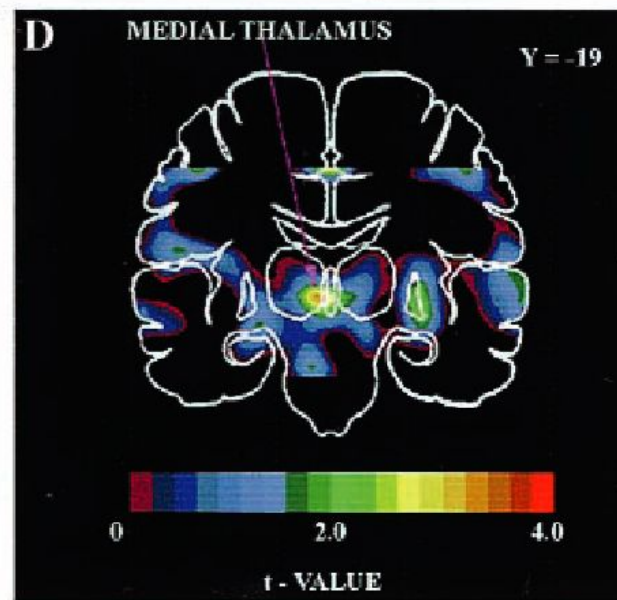 D
MEDIAL THALAMUS
Y = -19
0 2.0 4.0
t - VALUE